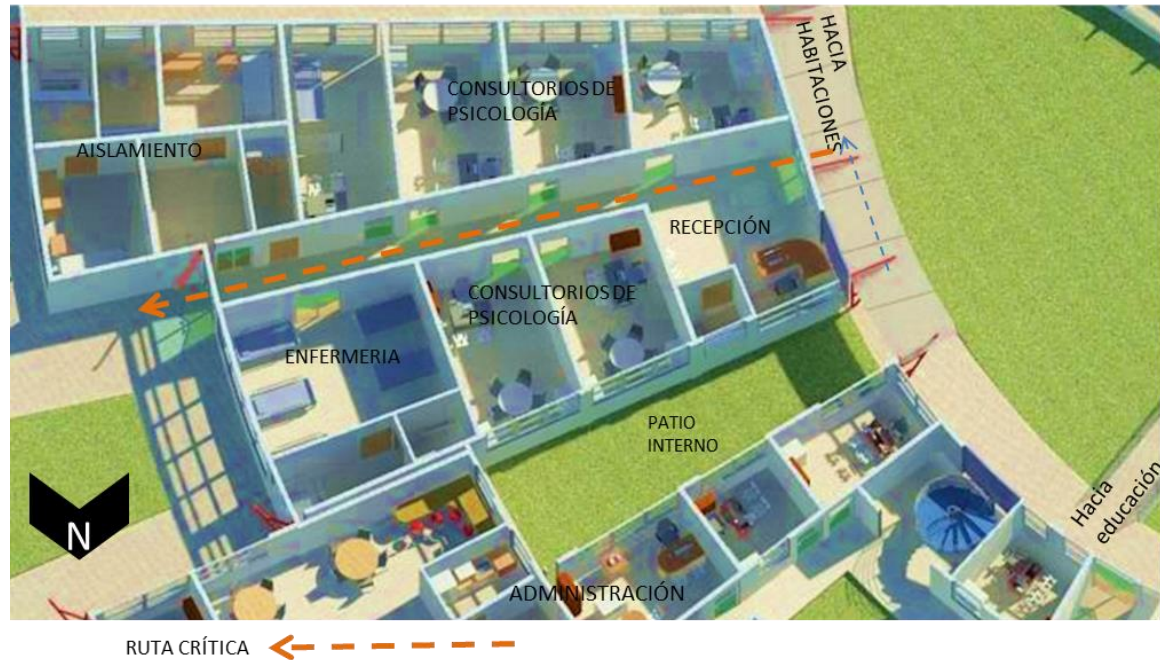 HACIA
HABITACIONES
CONSULTORIOS DE
PSICOLOGÍA
AISLAMIENTO
RECEPCIÓN
CONSULTORIOS DE
PSICOLOGÍA
ENFERMERIA
PATIO
INTERNO
Hacia
educación
N
ADMINISTRACIÓN
RUTA CRÍTICA